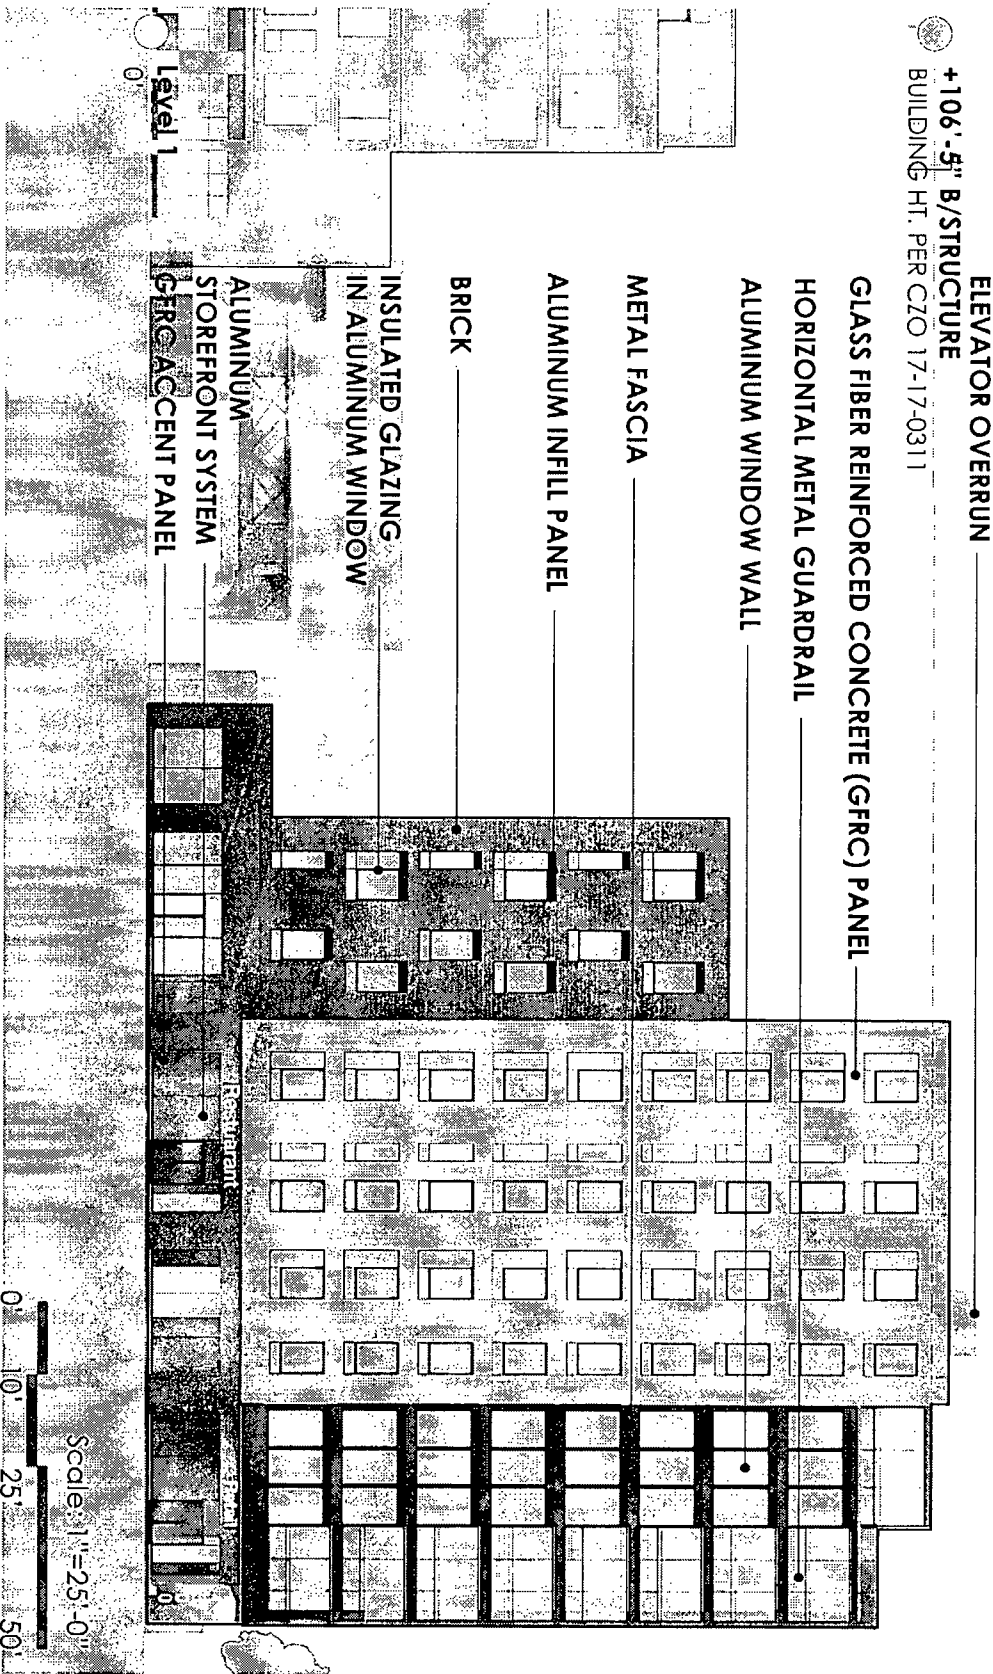 ELEVATOR OVERRUN
+106'-5" B/STRUCTURE
BUILDING HT. PER CZO 17-17-0311
GLASS FIBER REINFORCED CONCRETE (GFRC) PANEL
HORIZONTAL METAL GUARDRAIL
ALUMINUM WINDOW WALL
METAL FASCIA
ALUMINUM INFILL PANEL
BRICK
INSULATED GLAZING
IN ALUMINUM WINDOW
ALUMINUM
STOREFRONT SYSTEM
GFRC ACCENT PANEL
Level 1
0'
Restaurant
Scale: 1"=25'-0"
0' 10' 25' 50'